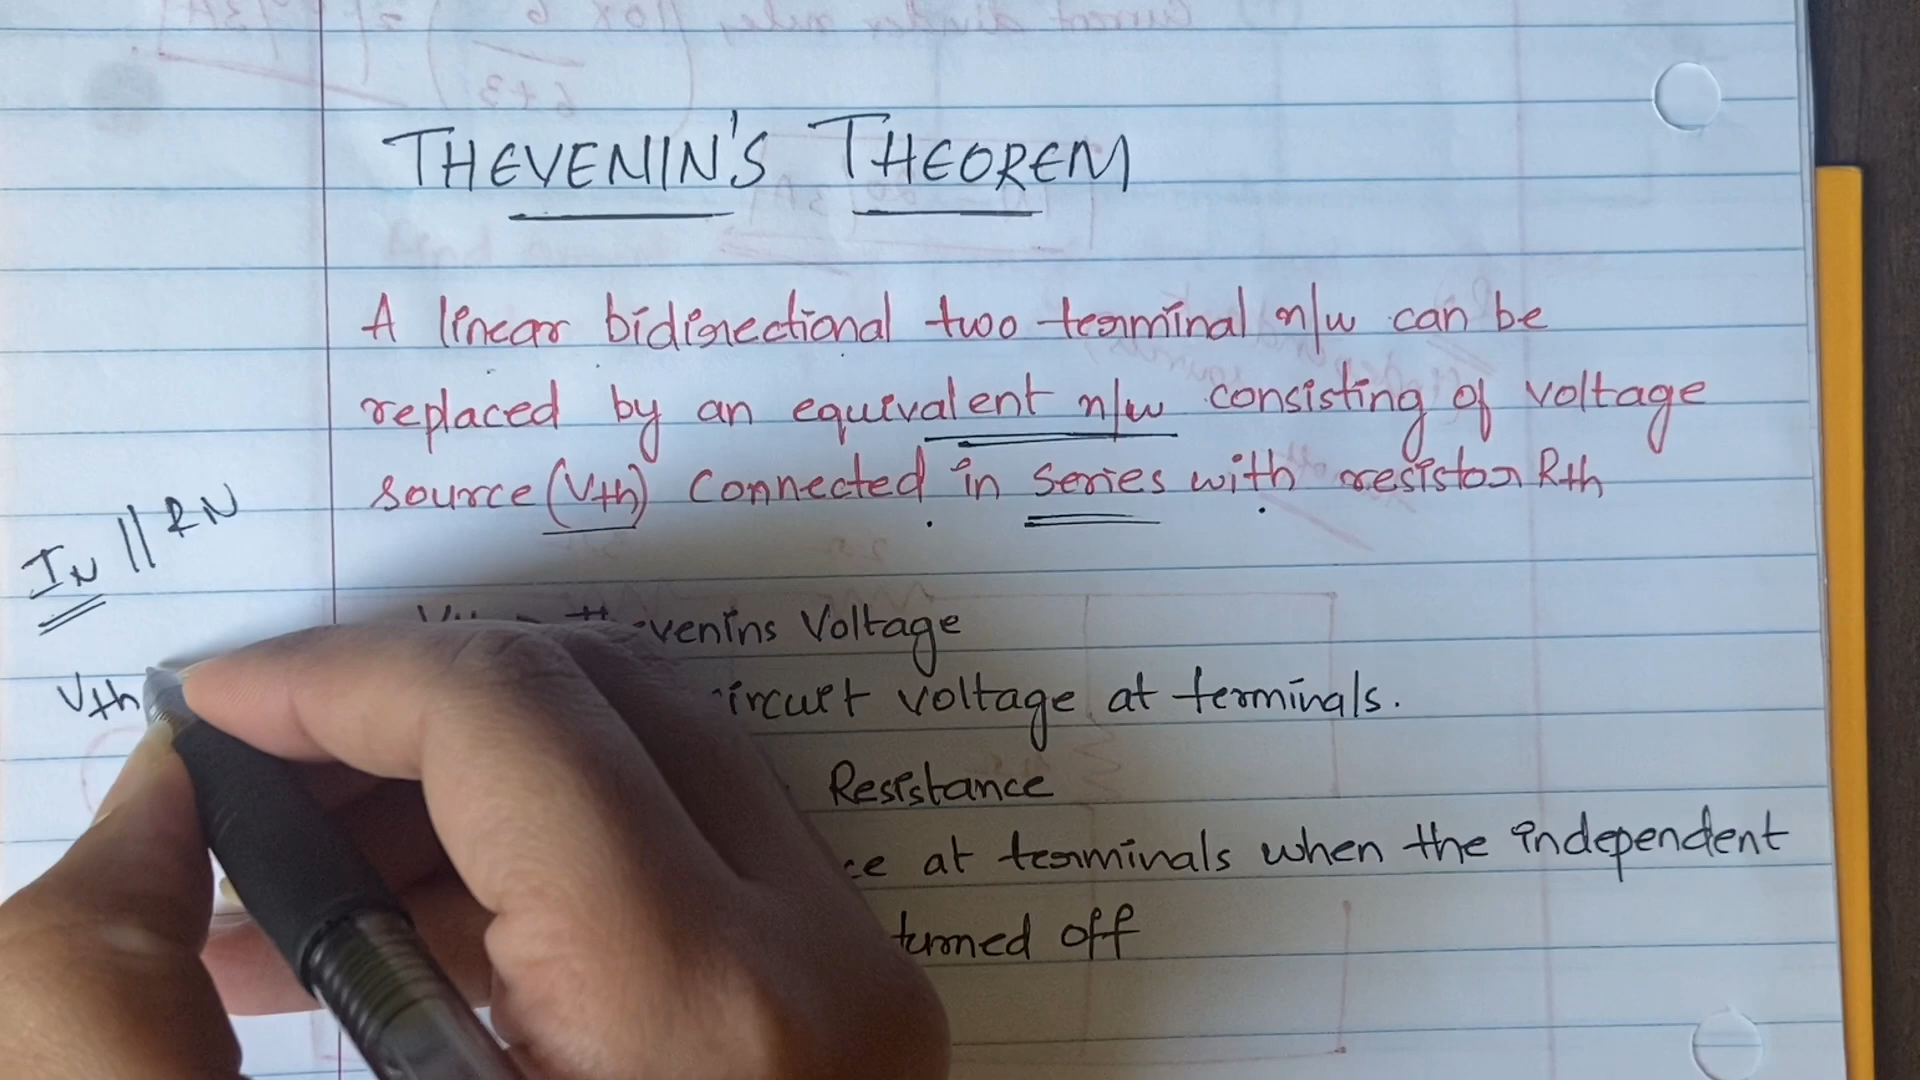 THEVENIN'S THEOREM
A linear bidirectional two terminal n/w can be
replaced by an equivalent n/w consisting of voltage
source (Vth) connected in series with resistor Rth
IN || RN
Vth
Voltage
voltage at terminals.
Resistance
at terminals when the independent
turned off